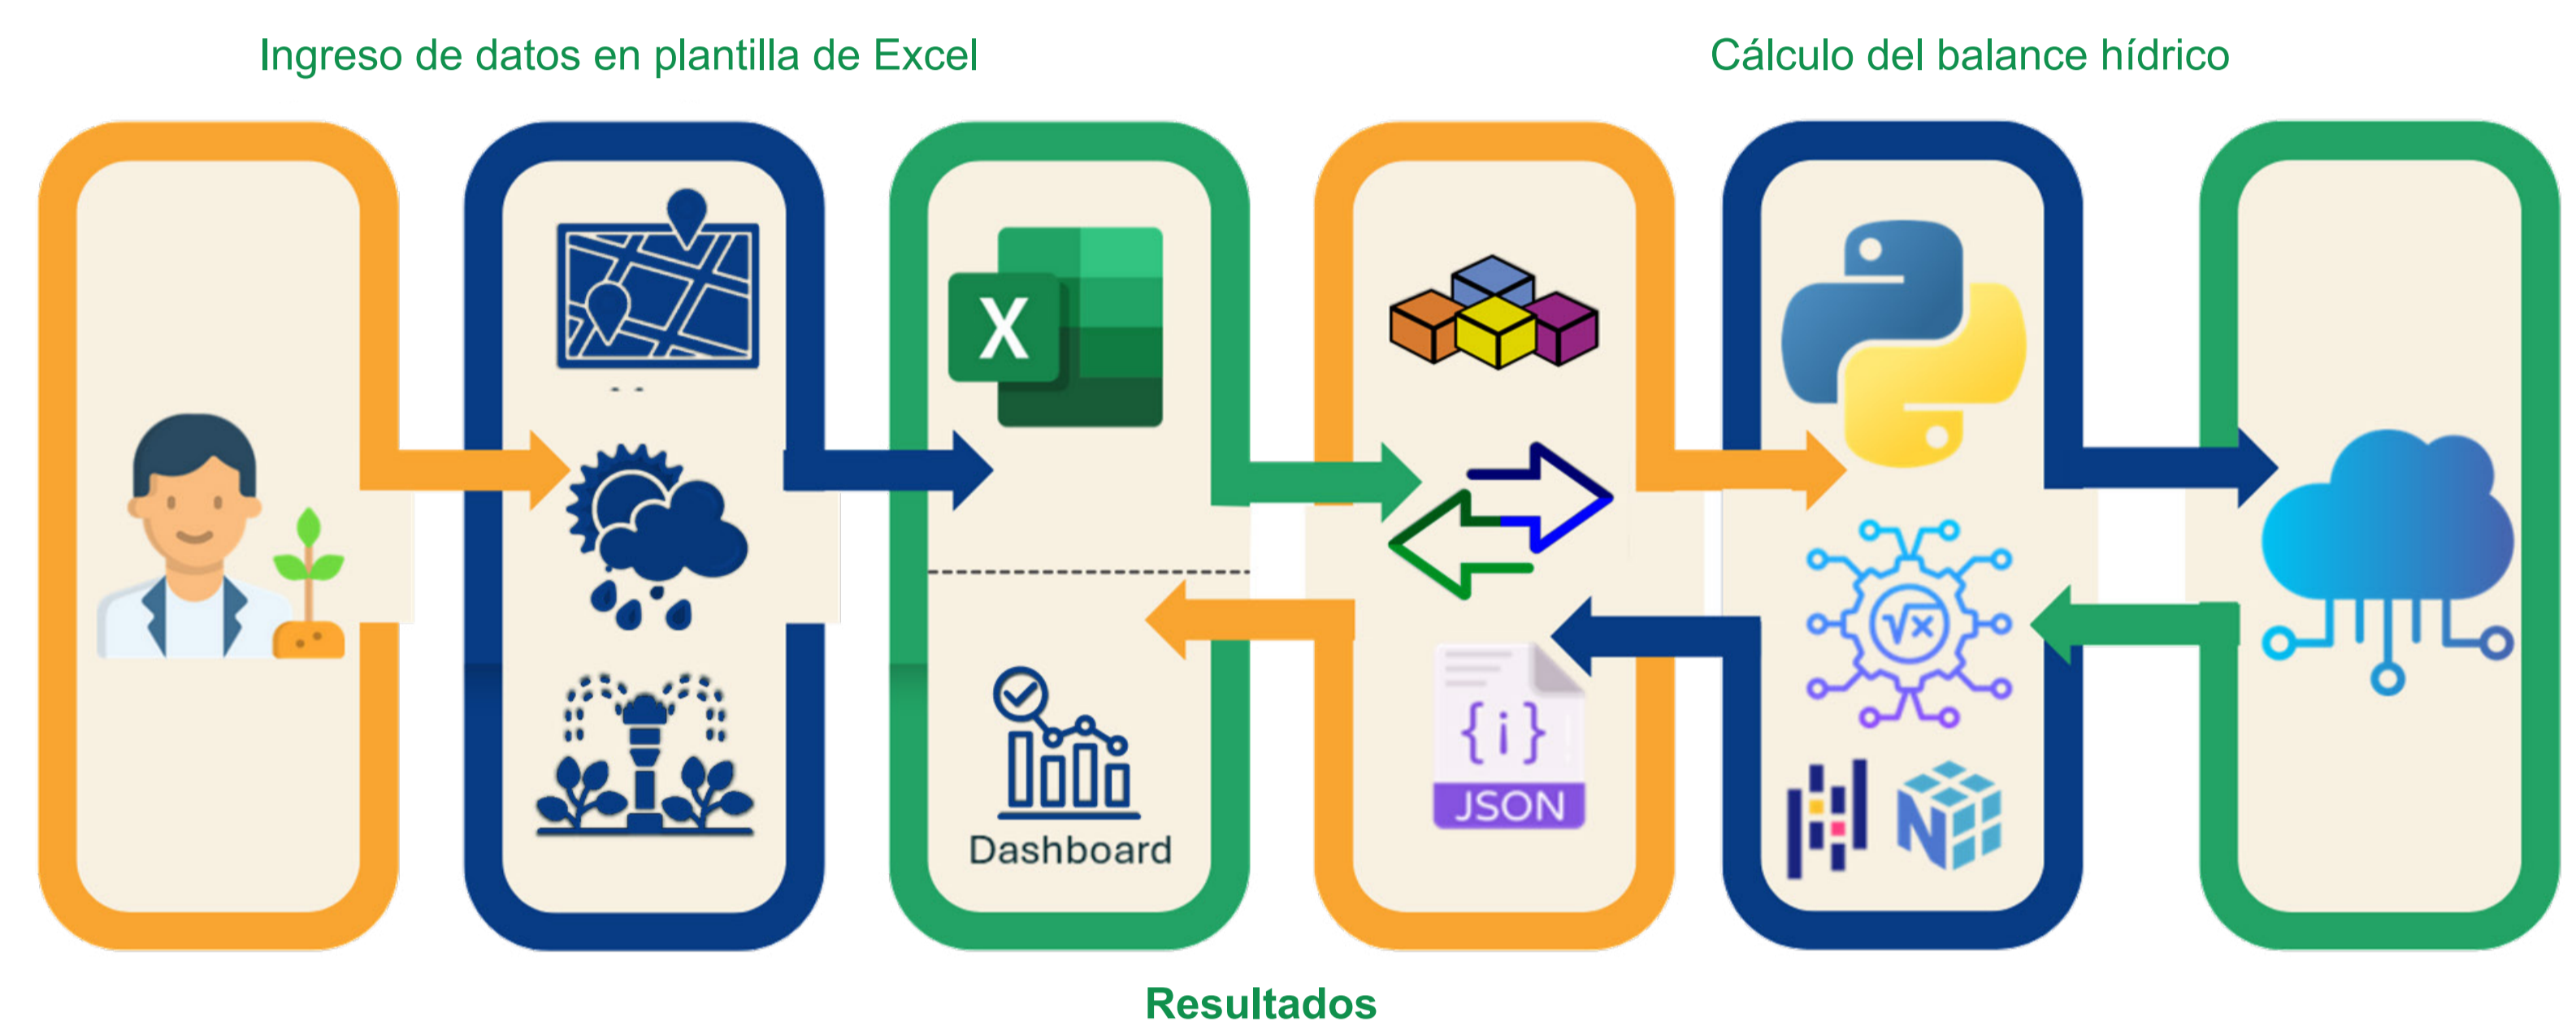 Ingreso de datos en plantilla de Excel
Cálculo del balance hídrico
X
√x
{i}
JSON
N
Dashboard
Resultados